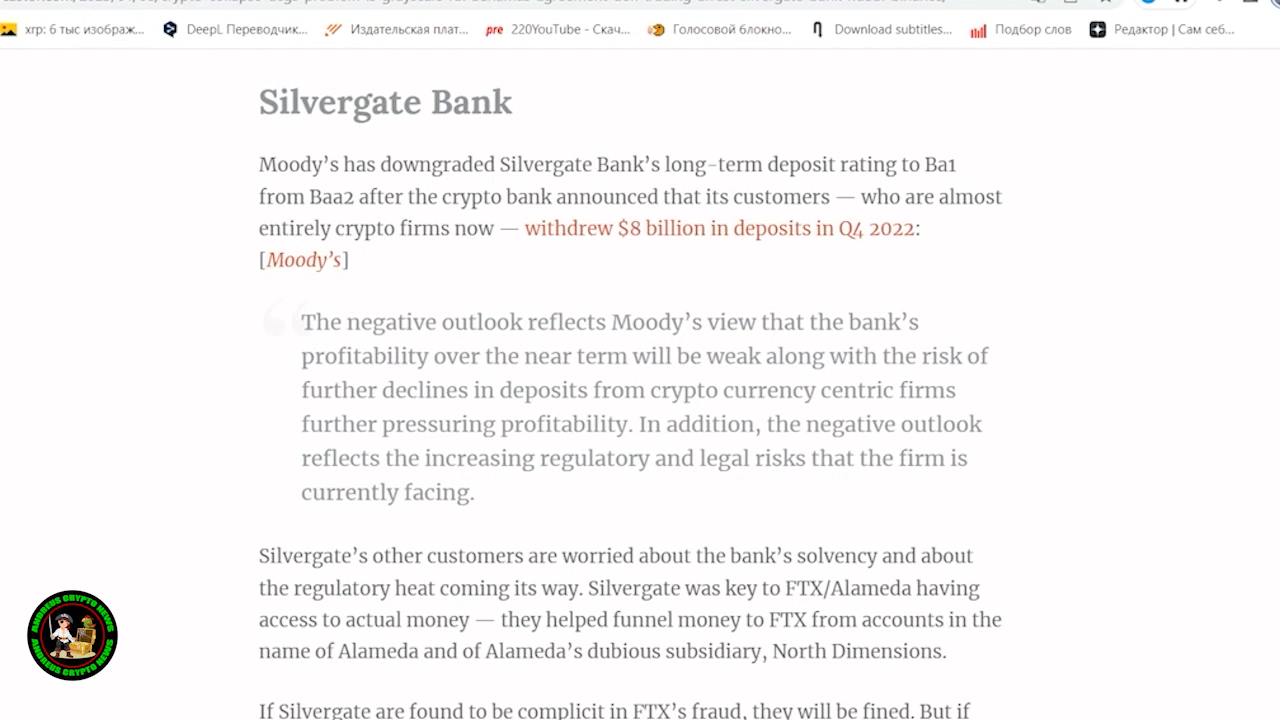 xrp: 6 тыс изображ...
DeepL Переводчик...
Издательская плат...
pre 220YouTube - Скач...
Голосовой блокно...
Download subtitles...
Подбор слов
Редактор | Сам себ...
Silvergate Bank
Moody’s has downgraded Silvergate Bank’s long-term deposit rating to Ba1
from Baa2 after the crypto bank announced that its customers — who are almost
entirely crypto firms now — withdrew $8 billion in deposits in Q4 2022:
[Moody’s]
“The negative outlook reflects Moody’s view that the bank’s
profitability over the near term will be weak along with the risk of
further declines in deposits from crypto currency centric firms
further pressuring profitability. In addition, the negative outlook
reflects the increasing regulatory and legal risks that the firm is
currently facing.
Silvergate’s other customers are worried about the bank’s solvency and about
the regulatory heat coming its way. Silvergate was key to FTX/Alameda having
access to actual money — they helped funnel money to FTX from accounts in the
name of Alameda and of Alameda’s dubious subsidiary, North Dimensions.
If Silvergate are found to be complicit in FTX’s fraud, they will be fined. But if
ANDREUS CRYPTO NEWS
ANDREUS CRYPTO NEWS